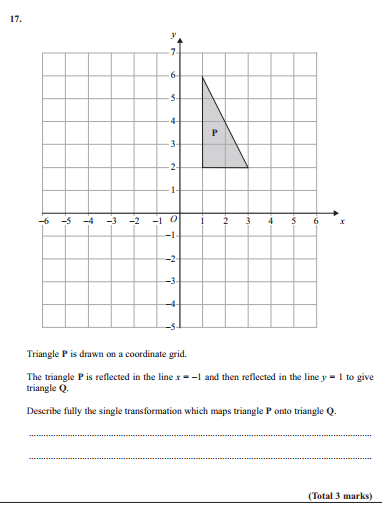 17.
y
7
6
5
4
P
3
2
1
-6 -5 -4 -3 -2 -1 O 1 2 3 4 5 6 x
-1
-2
-3
-4
-5
Triangle P is drawn on a coordinate grid.
The triangle P is reflected in the line x = –1 and then reflected in the line y = 1 to give
triangle Q.
Describe fully the single transformation which maps triangle P onto triangle Q.
(Total 3 marks)